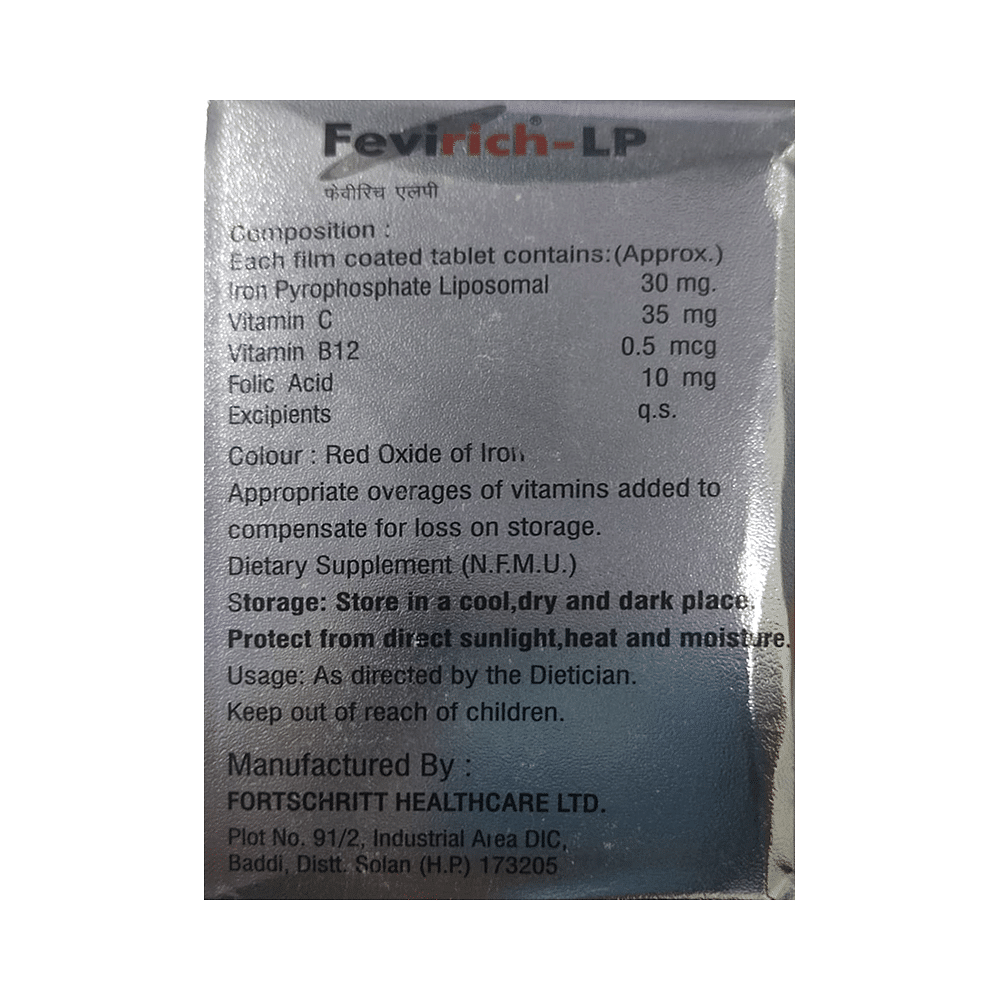 Fevirich®-LP
फेवीरिच एलपी
Composition :
Each film coated tablet contains:(Approx.)
Iron Pyrophosphate Liposomal 30 mg.
Vitamin C 35 mg
Vitamin B12 0.5 mcg
Folic Acid 10 mg
Excipients q.s.
Colour : Red Oxide of Iron
Appropriate overages of vitamins added to
compensate for loss on storage.
Dietary Supplement (N.F.M.U.)
Storage: Store in a cool,dry and dark place.
Protect from direct sunlight,heat and moisture.
Usage: As directed by the Dietician.
Keep out of reach of children.
Manufactured By :
FORTSCHRITT HEALTHCARE LTD.
Plot No. 91/2, Industrial Area DIC,
Baddi, Distt. Solan (H.P.) 173205